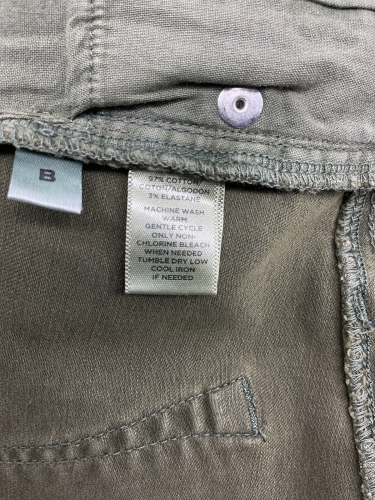 B
97% COTTON
COTTON/ALGODON
3% ELASTANE
MACHINE WASH
WARM
GENTLE CYCLE
ONLY NON-
CHLORINE BLEACH
WHEN NEEDED
TUMBLE DRY LOW
COOL IRON
IF NEEDED